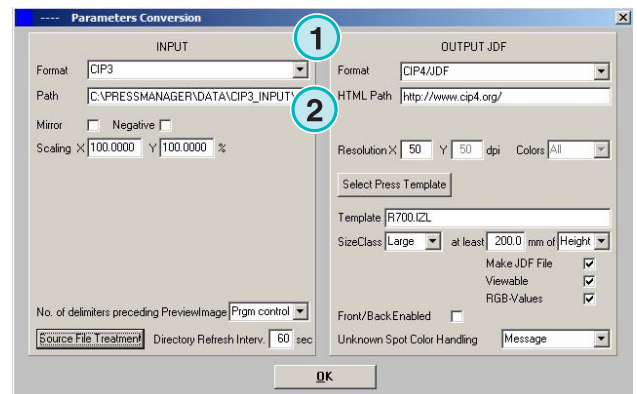 ---- Parameters Conversion
1
INPUT
Format CIP3
Path C:\PRESSMANAGER\DATA\CIP3_INPUT\
2
Mirror Negative
Scaling X 100.0000 Y 100.0000 %
No. of delimiters preceding PreviewImage Prgm control
Source File Treatment Directory Refresh Interv. 60 sec
OUTPUT JDF
Format CIP4/JDF
HTML Path http://www.cip4.org/
Resolution X 50 Y 50 dpi Colors All
Select Press Template
Template R700.IZL
SizeClass Large at least 200.0 mm of Height
Make JDF File
Viewable
RGB-Values
Front/Back Enabled
Unknown Spot Color Handling Message
OK